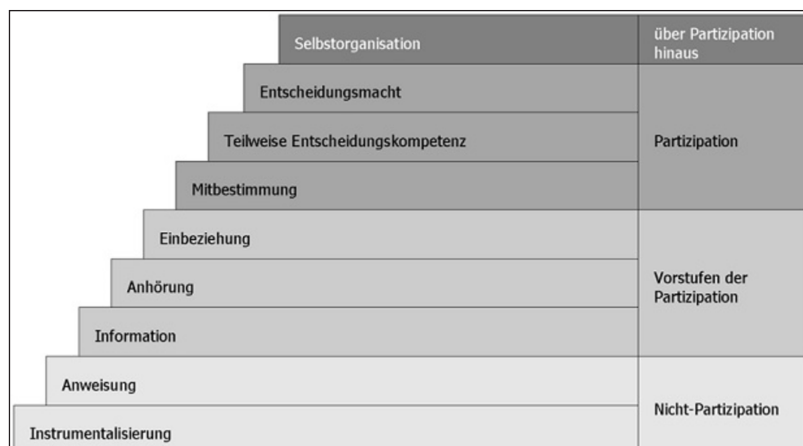 Selbstorganisation
über Partizipation
hinaus
Entscheidungsmacht
Teilweise Entscheidungskompetenz
Partizipation
Mitbestimmung
Einbeziehung
Anhörung
Vorstufen der
Partizipation
Information
Anweisung
Nicht-Partizipation
Instrumentalisierung